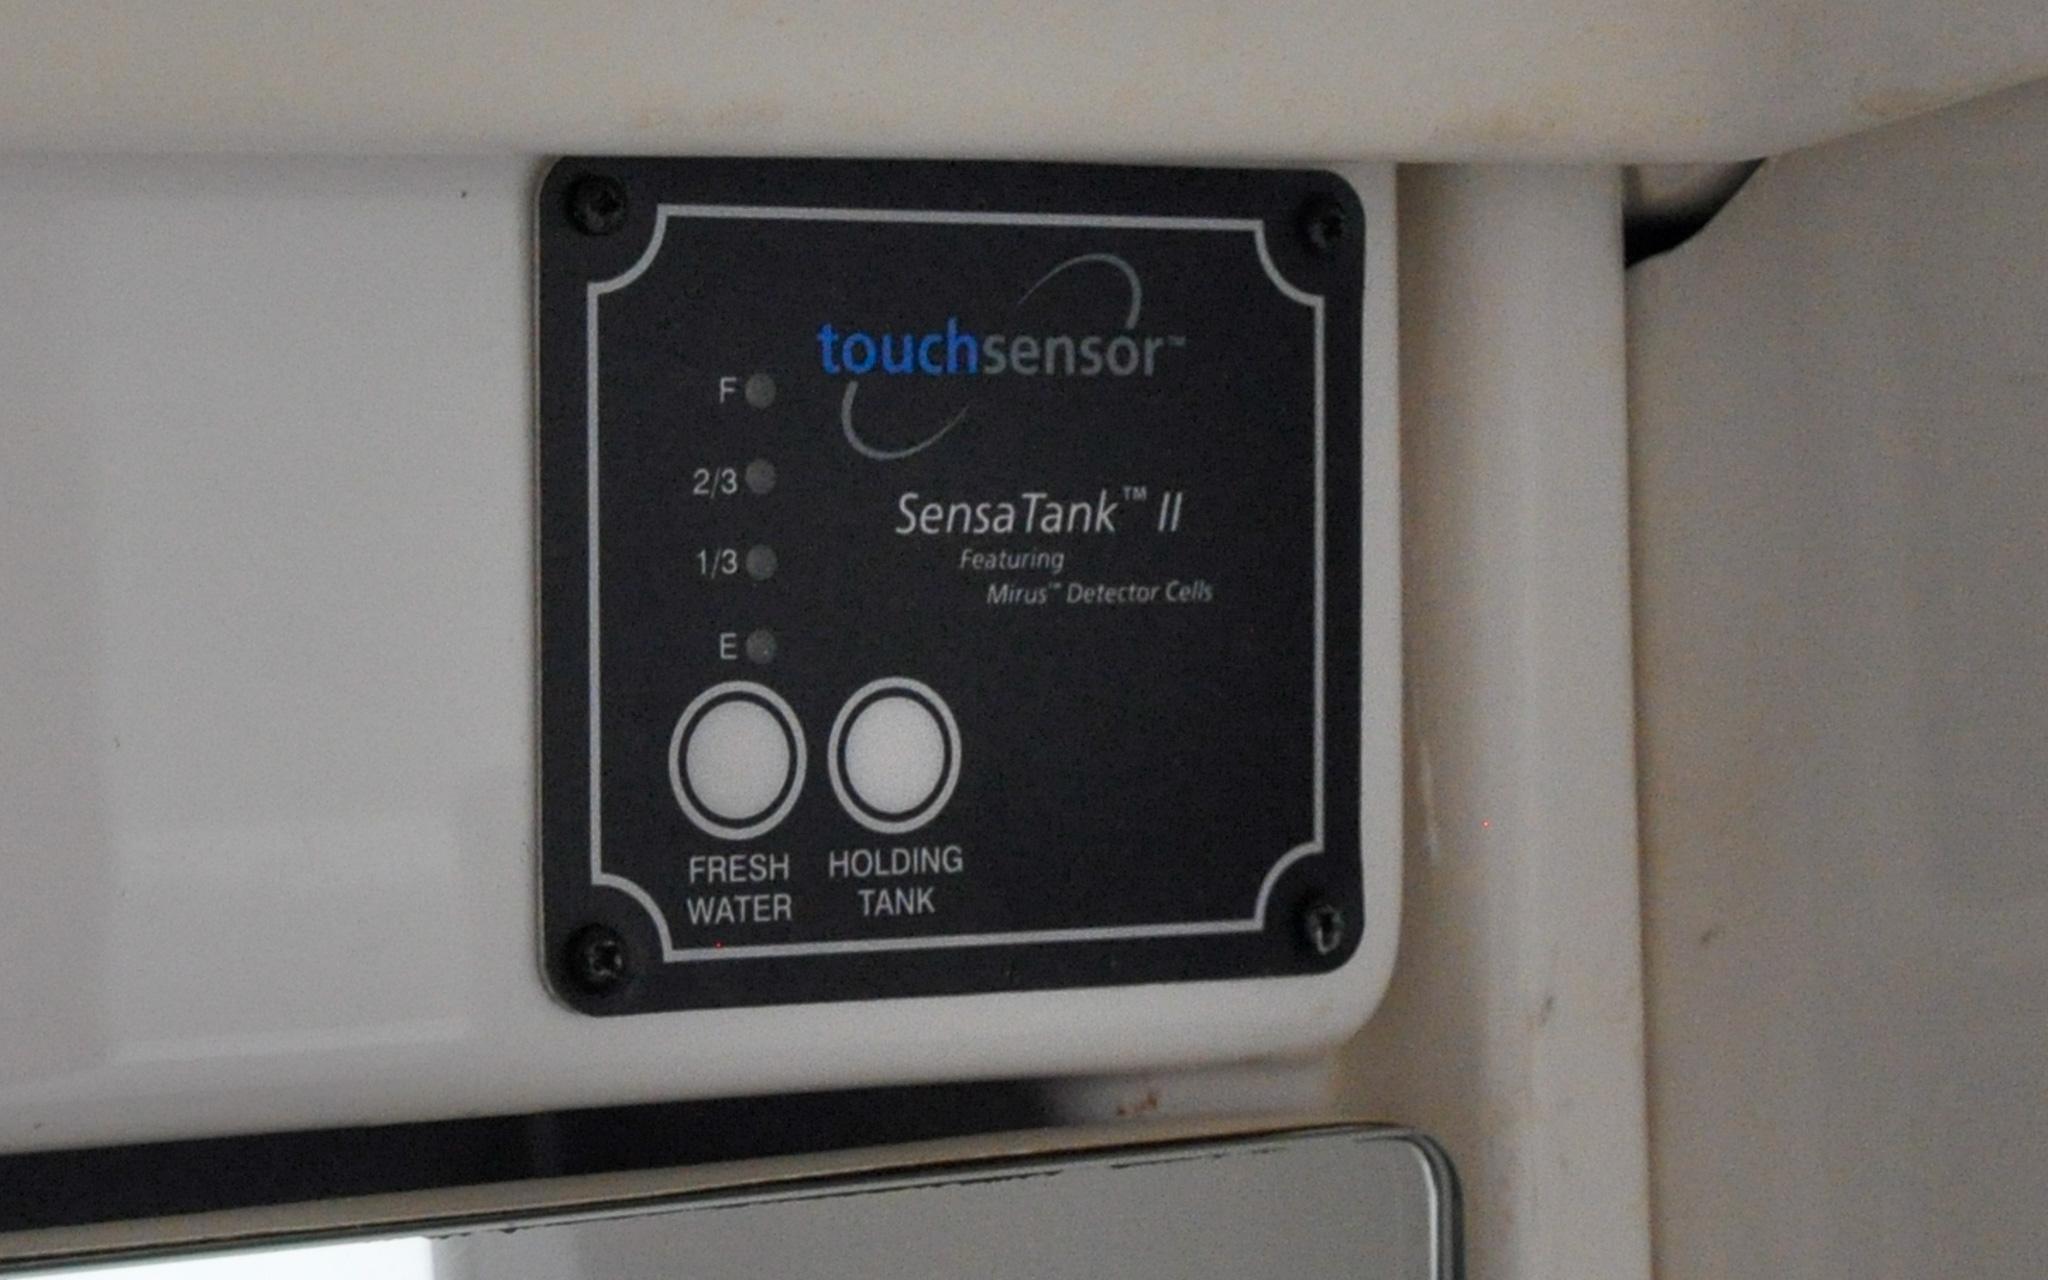 touchsensor™
F
2/3
SensaTank™ II
1/3
Featuring
Mirus™ Detector Cells
E
FRESH WATER
HOLDING TANK